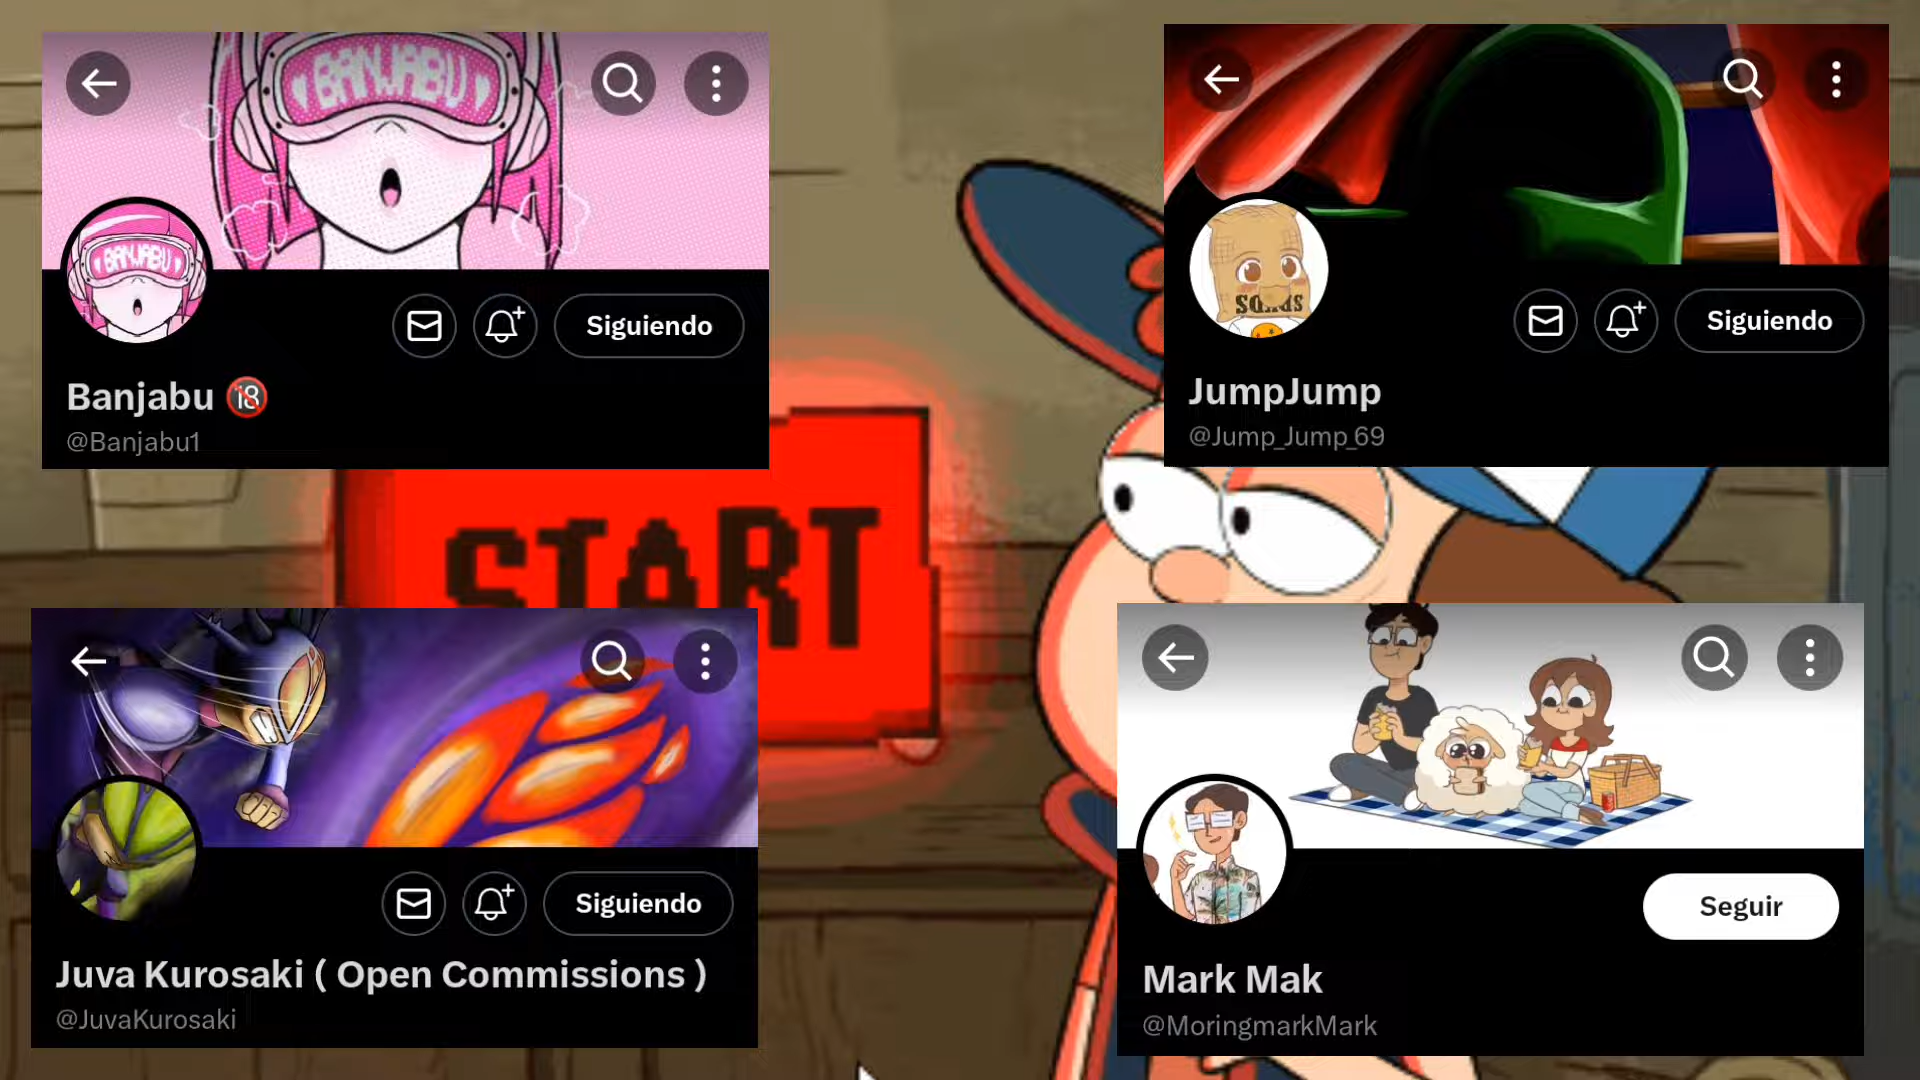 BANJABU
BANJABU
Siguiendo
Banjabu 🔞
@Banjabu1
SONGS
Siguiendo
JumpJump
@Jump_Jump_69
START
Siguiendo
Juva Kurosaki ( Open Commissions )
@JuvaKurosaki
Seguir
Mark Mak
@MoringmarkMark